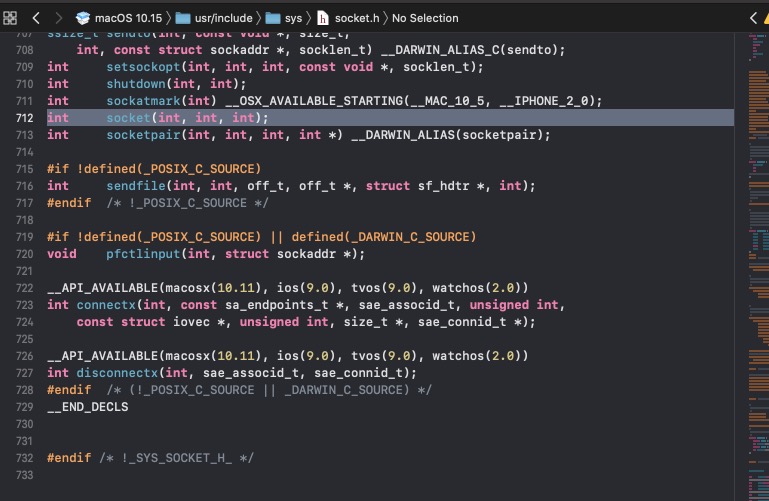 macOS 10.15 usr/include sys h socket.h No Selection
707 ssize_t sendto(int, const void *, size_t,
708 int, const struct sockaddr *, socklen_t) __DARWIN_ALIAS_C(sendto);
709 int setsockopt(int, int, int, const void *, socklen_t);
710 int shutdown(int, int);
711 int sockatmark(int) __OSX_AVAILABLE_STARTING(__MAC_10_5, __IPHONE_2_0);
712 int socket(int, int, int);
713 int socketpair(int, int, int, int *) __DARWIN_ALIAS(socketpair);
714
715 #if !defined(_POSIX_C_SOURCE)
716 int sendfile(int, int, off_t, off_t *, struct sf_hdtr *, int);
717 #endif /* !_POSIX_C_SOURCE */
718
719 #if !defined(_POSIX_C_SOURCE) || defined(_DARWIN_C_SOURCE)
720 void pfctlinput(int, struct sockaddr *);
721
722 __API_AVAILABLE(macosx(10.11), ios(9.0), tvos(9.0), watchos(2.0))
723 int connectx(int, const sa_endpoints_t *, sae_associd_t, unsigned int,
724 const struct iovec *, unsigned int, size_t *, sae_connid_t *);
725
726 __API_AVAILABLE(macosx(10.11), ios(9.0), tvos(9.0), watchos(2.0))
727 int disconnectx(int, sae_associd_t, sae_connid_t);
728 #endif /* (!_POSIX_C_SOURCE || _DARWIN_C_SOURCE) */
729 __END_DECLS
730
731
732 #endif /* !_SYS_SOCKET_H_ */
733